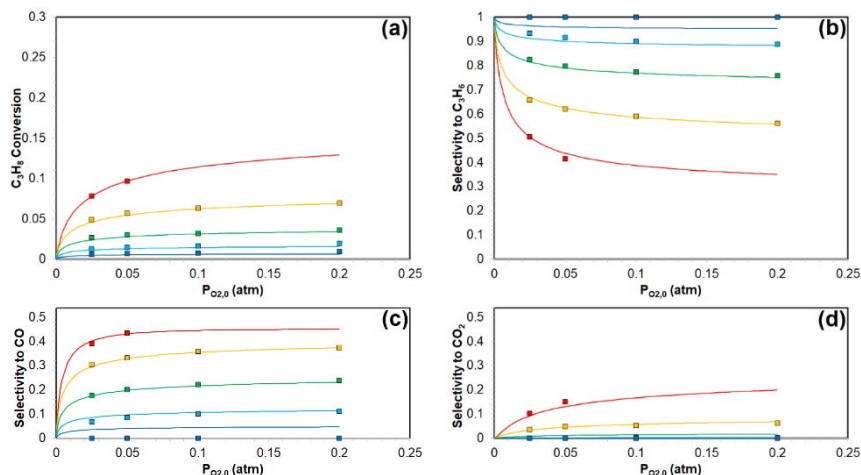 (a)
C₃H₈ Conversion
0.3
0.25
0.2
0.15
0.1
0.05
0
0 0.05 0.1 0.15 0.2 0.25
P_O2,0 (atm)
(b)
Selectivity to C₃H₆
1
0.9
0.8
0.7
0.6
0.5
0.4
0.3
0.2
0.1
0
0 0.05 0.1 0.15 0.2 0.25
P_O2,0 (atm)
(c)
Selectivity to CO
0.5
0.4
0.3
0.2
0.1
0
0 0.05 0.1 0.15 0.2 0.25
P_O2,0 (atm)
(d)
Selectivity to CO₂
0.5
0.4
0.3
0.2
0.1
0
0 0.05 0.1 0.15 0.2 0.25
P_O2,0 (atm)